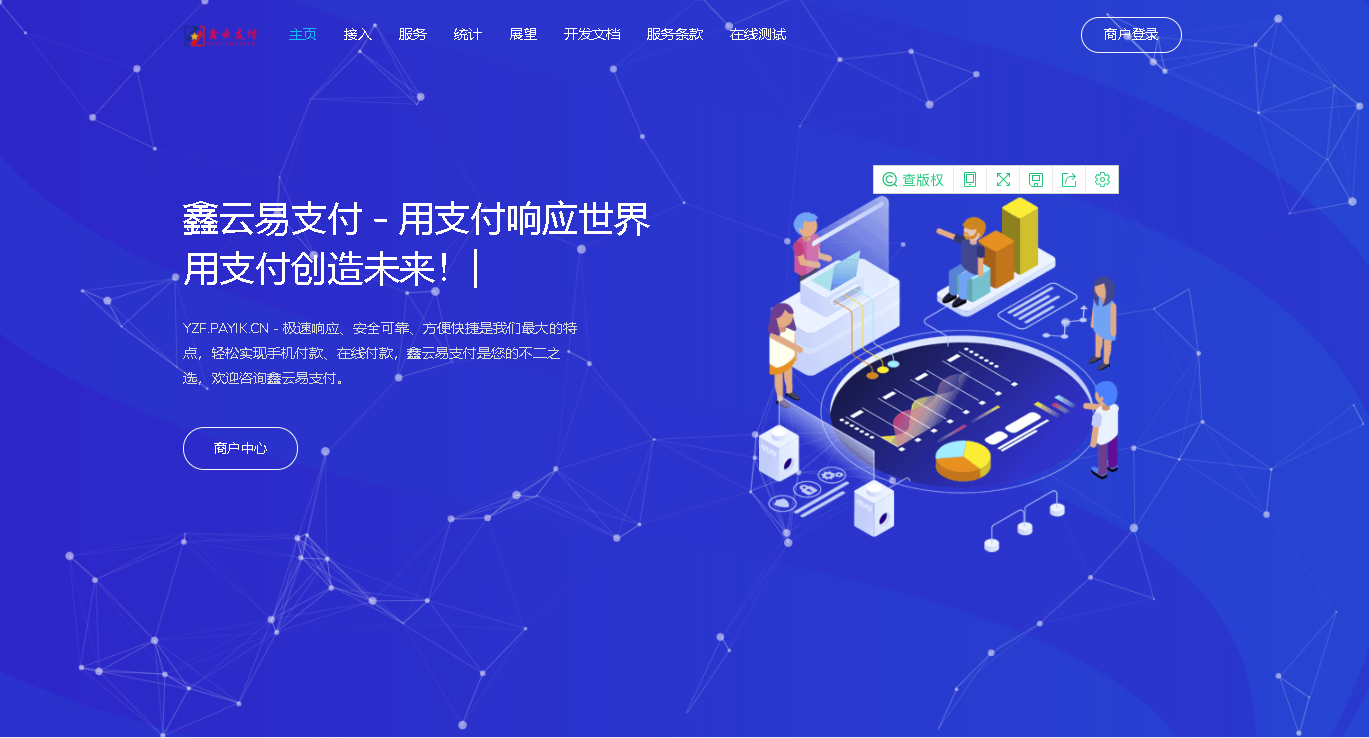 鑫云支付
主页 接入 服务 统计 展望 开发文档 服务条款 在线测试
商户登录
查版权
鑫云易支付 - 用支付响应世界
用支付创造未来！|
YZF.PAYIK.CN - 极速响应、安全可靠、方便快捷是我们最大的特
点，轻松实现手机付款、在线付款，鑫云易支付是您的不二之
选，欢迎咨询鑫云易支付。
商户中心